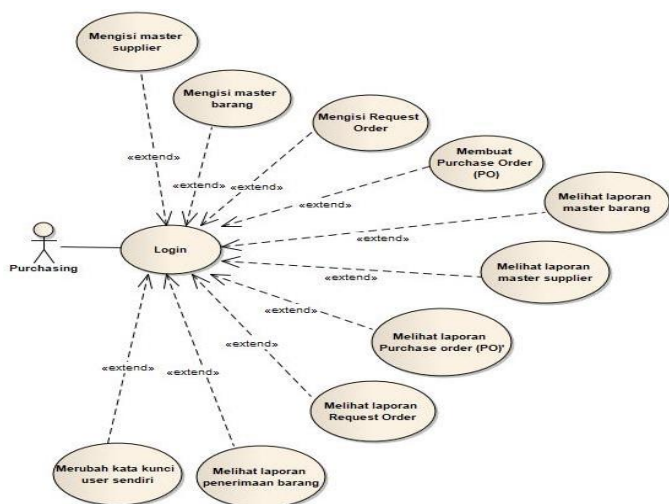 Mengisi master
supplier
Mengisi master
barang
Mengisi Request
Order
Membuat
Purchase Order
(PO)
Melihat laporan
master barang
«extend»
«extend»
«extend»
«extend»
«extend»
Login
Purchasing
Melihat laporan
master supplier
«extend»
«extend»
Melihat laporan
Purchase order (PO)'
«extend»
«extend»
«extend»
Melihat laporan
Request Order
Merubah kata kunci
user sendiri
Melihat laporan
penerimaan barang